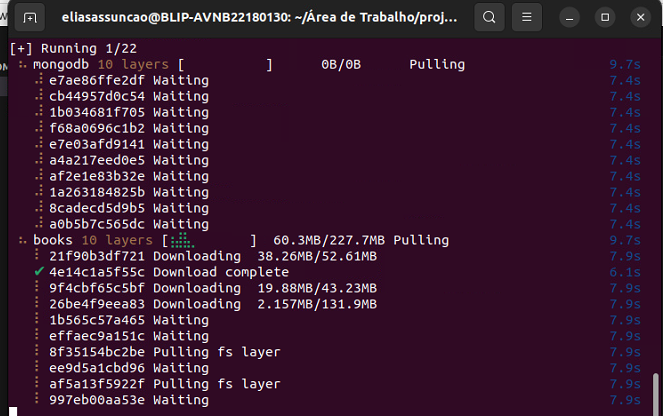 eliasassuncao@BLIP-AVNB22180130: ~/Área de Trabalho/proj...
[+] Running 1/22
mongodb 10 layers [ ] 0B/0B Pulling 9.7s
e7ae86ffe2df Waiting 7.4s
cb44957d0c54 Waiting 7.4s
1b034681f705 Waiting 7.4s
f68a0696c1b2 Waiting 7.4s
e7e03afd9141 Waiting 7.4s
a4a217eed0e5 Waiting 7.4s
af2e1e83b32e Waiting 7.4s
1a263184825b Waiting 7.4s
8cadecd5d9b5 Waiting 7.4s
a0b5b7c565dc Waiting 7.4s
books 10 layers [⣿⣷⣄ ] 60.3MB/227.7MB Pulling 9.7s
21f90b3df721 Downloading 38.26MB/52.61MB 7.9s
✔ 4e14c1a5f55c Download complete 6.1s
9f4cbf65c5bf Downloading 19.88MB/43.23MB 7.9s
26be4f9eea83 Downloading 2.157MB/131.9MB 7.9s
1b565c57a465 Waiting 7.9s
effaec9a151c Waiting 7.9s
8f35154bc2be Pulling fs layer 7.9s
ee9d5a1cbd96 Waiting 7.9s
af5a13f5922f Pulling fs layer 7.9s
997eb00aa53e Waiting 7.9s